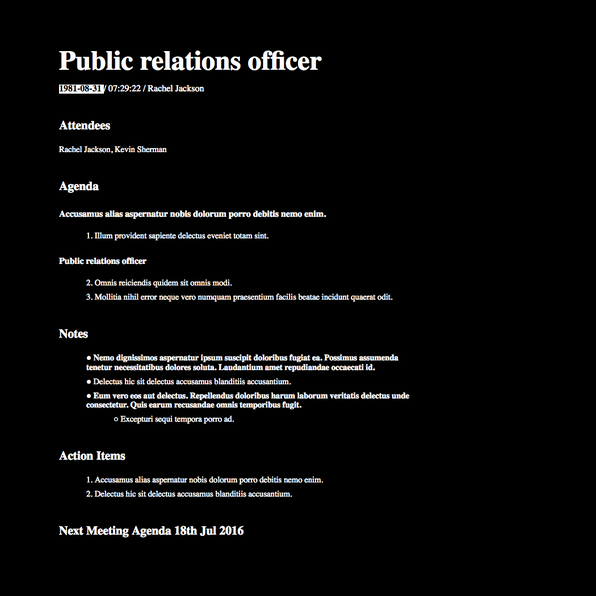 Public relations officer
1981-08-31 / 07:29:22 / Rachel Jackson
Attendees
Rachel Jackson, Kevin Sherman
Agenda
Accusamus alias aspernatur nobis dolorum porro debitis nemo enim.
1. Illum provident sapiente delectus eveniet totam sint.
Public relations officer
2. Omnis reiciendis quidem sit omnis modi.
3. Mollitia nihil error neque vero numquam praesentium facilis beatae incidunt quaerat odit.
Notes
● Nemo dignissimos aspernatur ipsum suscipit doloribus fugiat ea. Possimus assumenda
tenetur necessitatibus dolores soluta. Laudantium amet repudiandae occaecati id.
● Delectus hic sit delectus accusamus blanditiis accusantium.
● Eum vero eos aut delectus. Repellendus doloribus harum laborum veritatis delectus unde
consectetur. Quis earum recusandae omnis temporibus fugit.
○ Excepturi sequi tempora porro ad.
Action Items
1. Accusamus alias aspernatur nobis dolorum porro debitis nemo enim.
2. Delectus hic sit delectus accusamus blanditiis accusantium.
Next Meeting Agenda 18th Jul 2016